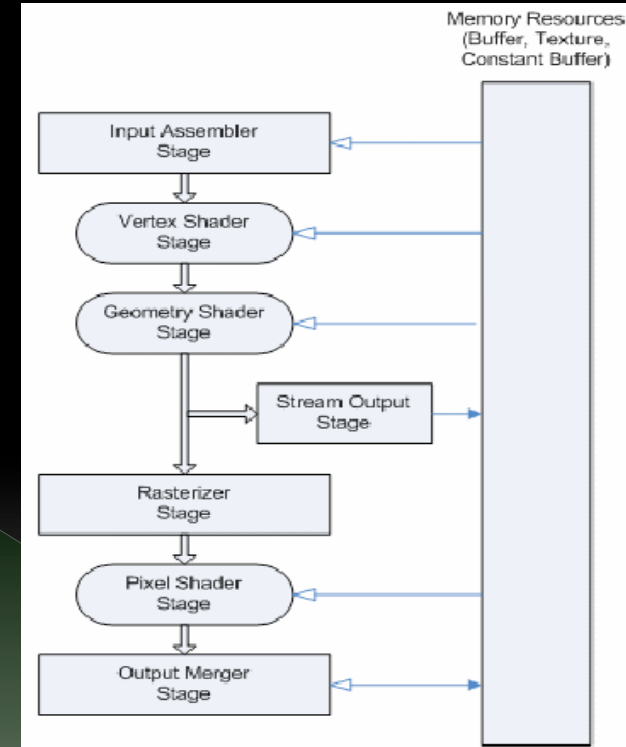 Memory Resources
(Buffer, Texture,
Constant Buffer)
Input Assembler
Stage
Vertex Shader
Stage
Geometry Shader
Stage
Stream Output
Stage
Rasterizer
Stage
Pixel Shader
Stage
Output Merger
Stage